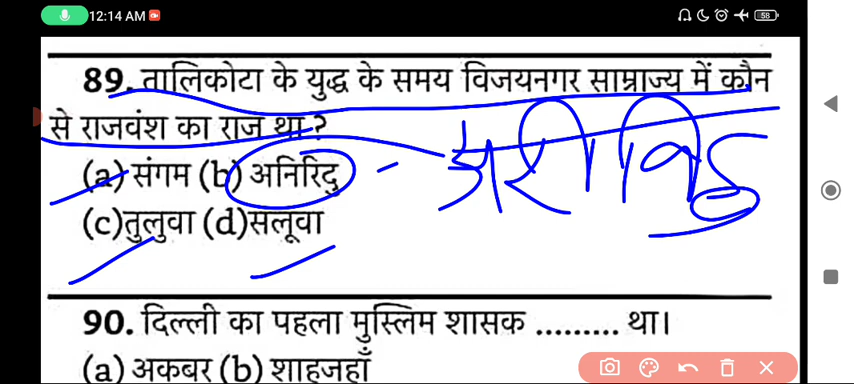 12:14 AM 58
89. तालिकोटा के युद्ध के समय विजयनगर साम्राज्य में कौन
से राजवंश का राज था ?
(a) संगम (b) अनिरिदु - अरीविडु
(c)तुलुवा (d)सलूवा
90. दिल्ली का पहला मुस्लिम शासक ......... था।
(a) अकबर (b) शाहजहाँ